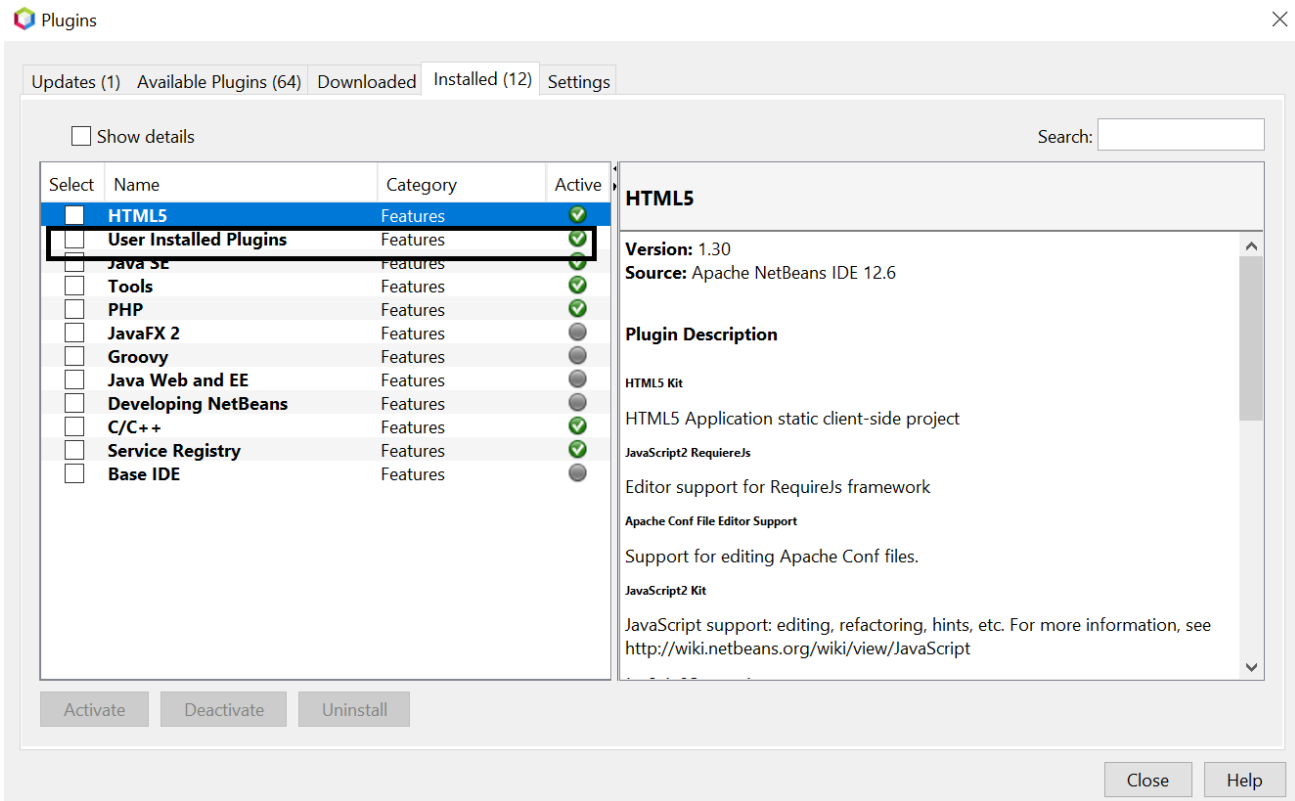 Plugins
Updates (1) Available Plugins (64) Downloaded Installed (12) Settings
Show details
Search:
Select Name Category Active
HTML5 Features
User Installed Plugins Features
Java SE Features
Tools Features
PHP Features
JavaFX 2 Features
Groovy Features
Java Web and EE Features
Developing NetBeans Features
C/C++ Features
Service Registry Features
Base IDE Features
HTML5
Version: 1.30
Source: Apache NetBeans IDE 12.6
Plugin Description
HTML5 Kit
HTML5 Application static client-side project
JavaScript2 RequiereJs
Editor support for RequireJs framework
Apache Conf File Editor Support
Support for editing Apache Conf files.
JavaScript2 Kit
JavaScript support: editing, refactoring, hints, etc. For more information, see
http://wiki.netbeans.org/wiki/view/JavaScript
Activate Deactivate Uninstall
Close Help